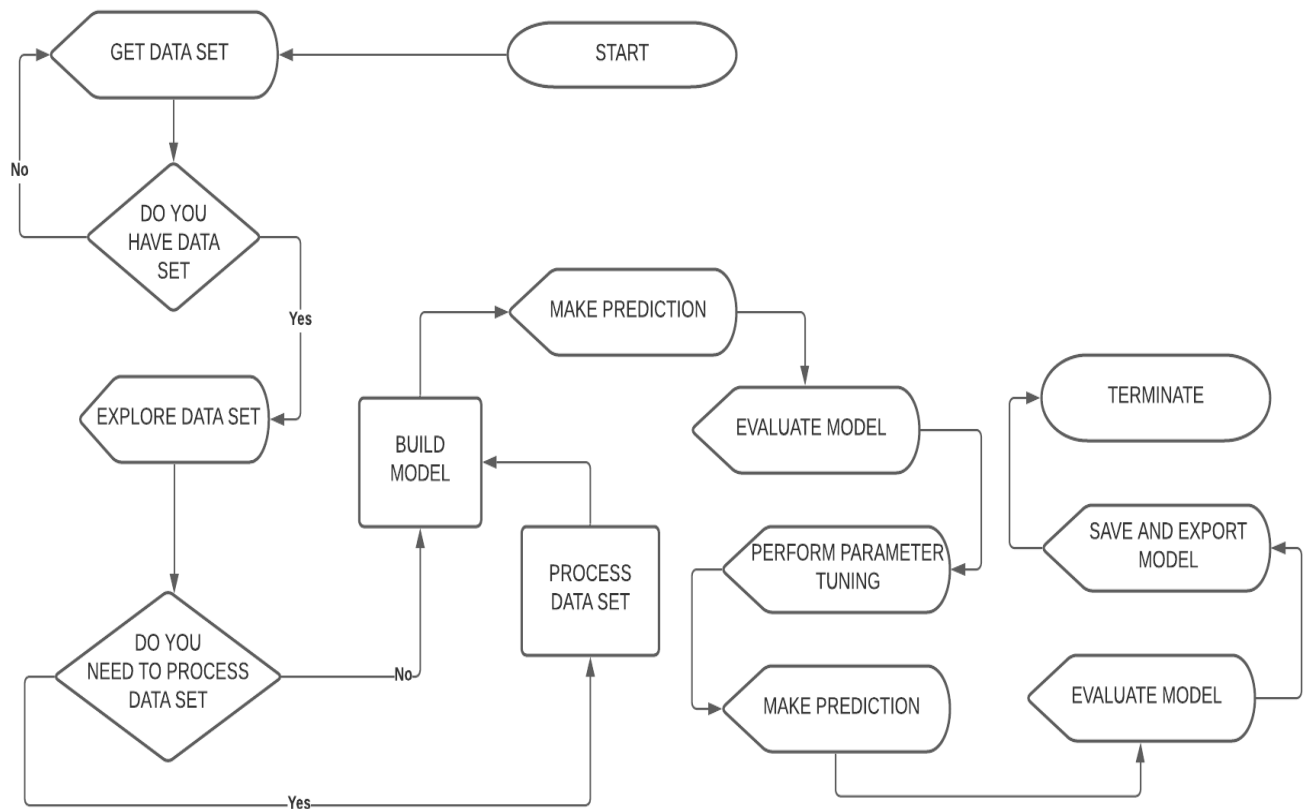 START
GET DATA SET
No
DO YOU
HAVE DATA
SET
Yes
EXPLORE DATA SET
DO YOU
NEED TO PROCESS
DATA SET
No
Yes
PROCESS
DATA SET
BUILD
MODEL
MAKE PREDICTION
EVALUATE MODEL
PERFORM PARAMETER
TUNING
MAKE PREDICTION
EVALUATE MODEL
SAVE AND EXPORT
MODEL
TERMINATE